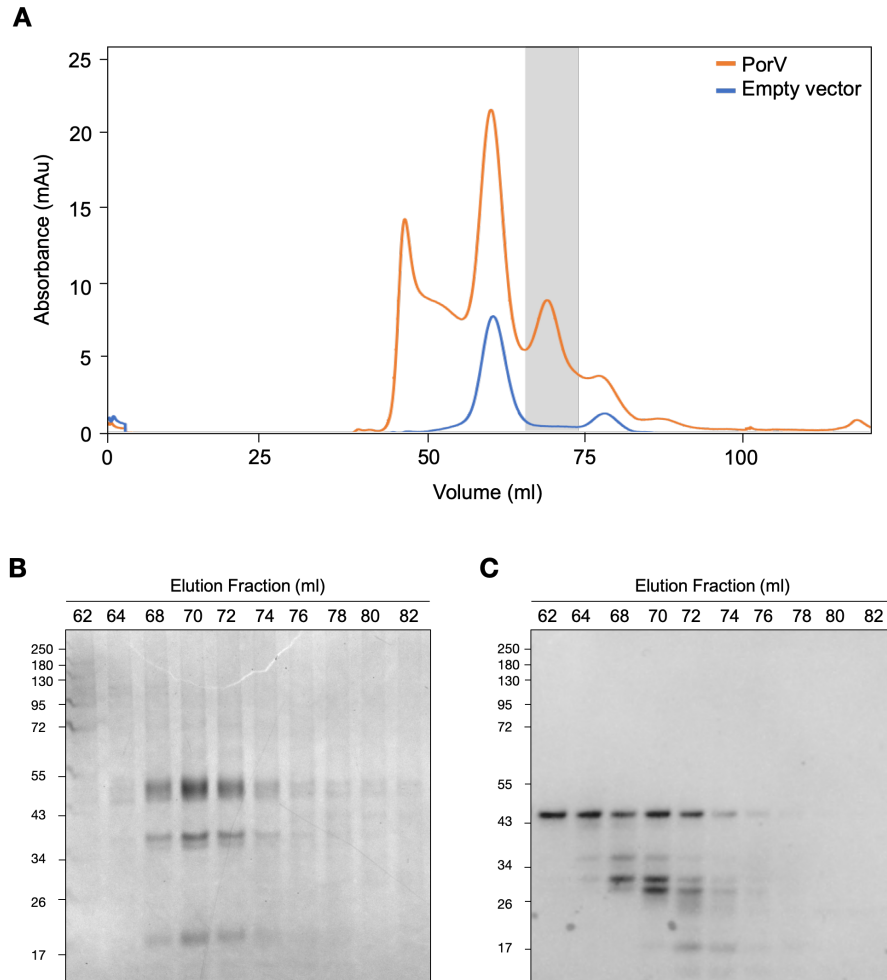 A
PorV
Empty vector
25
20
15
10
5
0
Absorbance (mAu)
0 25 50 75 100
Volume (ml)
B
Elution Fraction (ml)
62 64 68 70 72 74 76 78 80 82
250
180
130
95
72
55
43
34
26
17
C
Elution Fraction (ml)
62 64 68 70 72 74 76 78 80 82
250
180
130
95
72
55
43
34
26
17